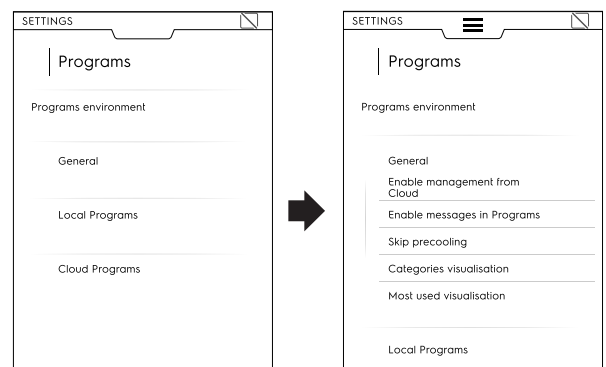 SETTINGS
Programs
Programs environment
General
Local Programs
Cloud Programs
SETTINGS
Programs
Programs environment
General
Enable management from
Cloud
Enable messages in Programs
Skip precooling
Categories visualisation
Most used visualisation
Local Programs